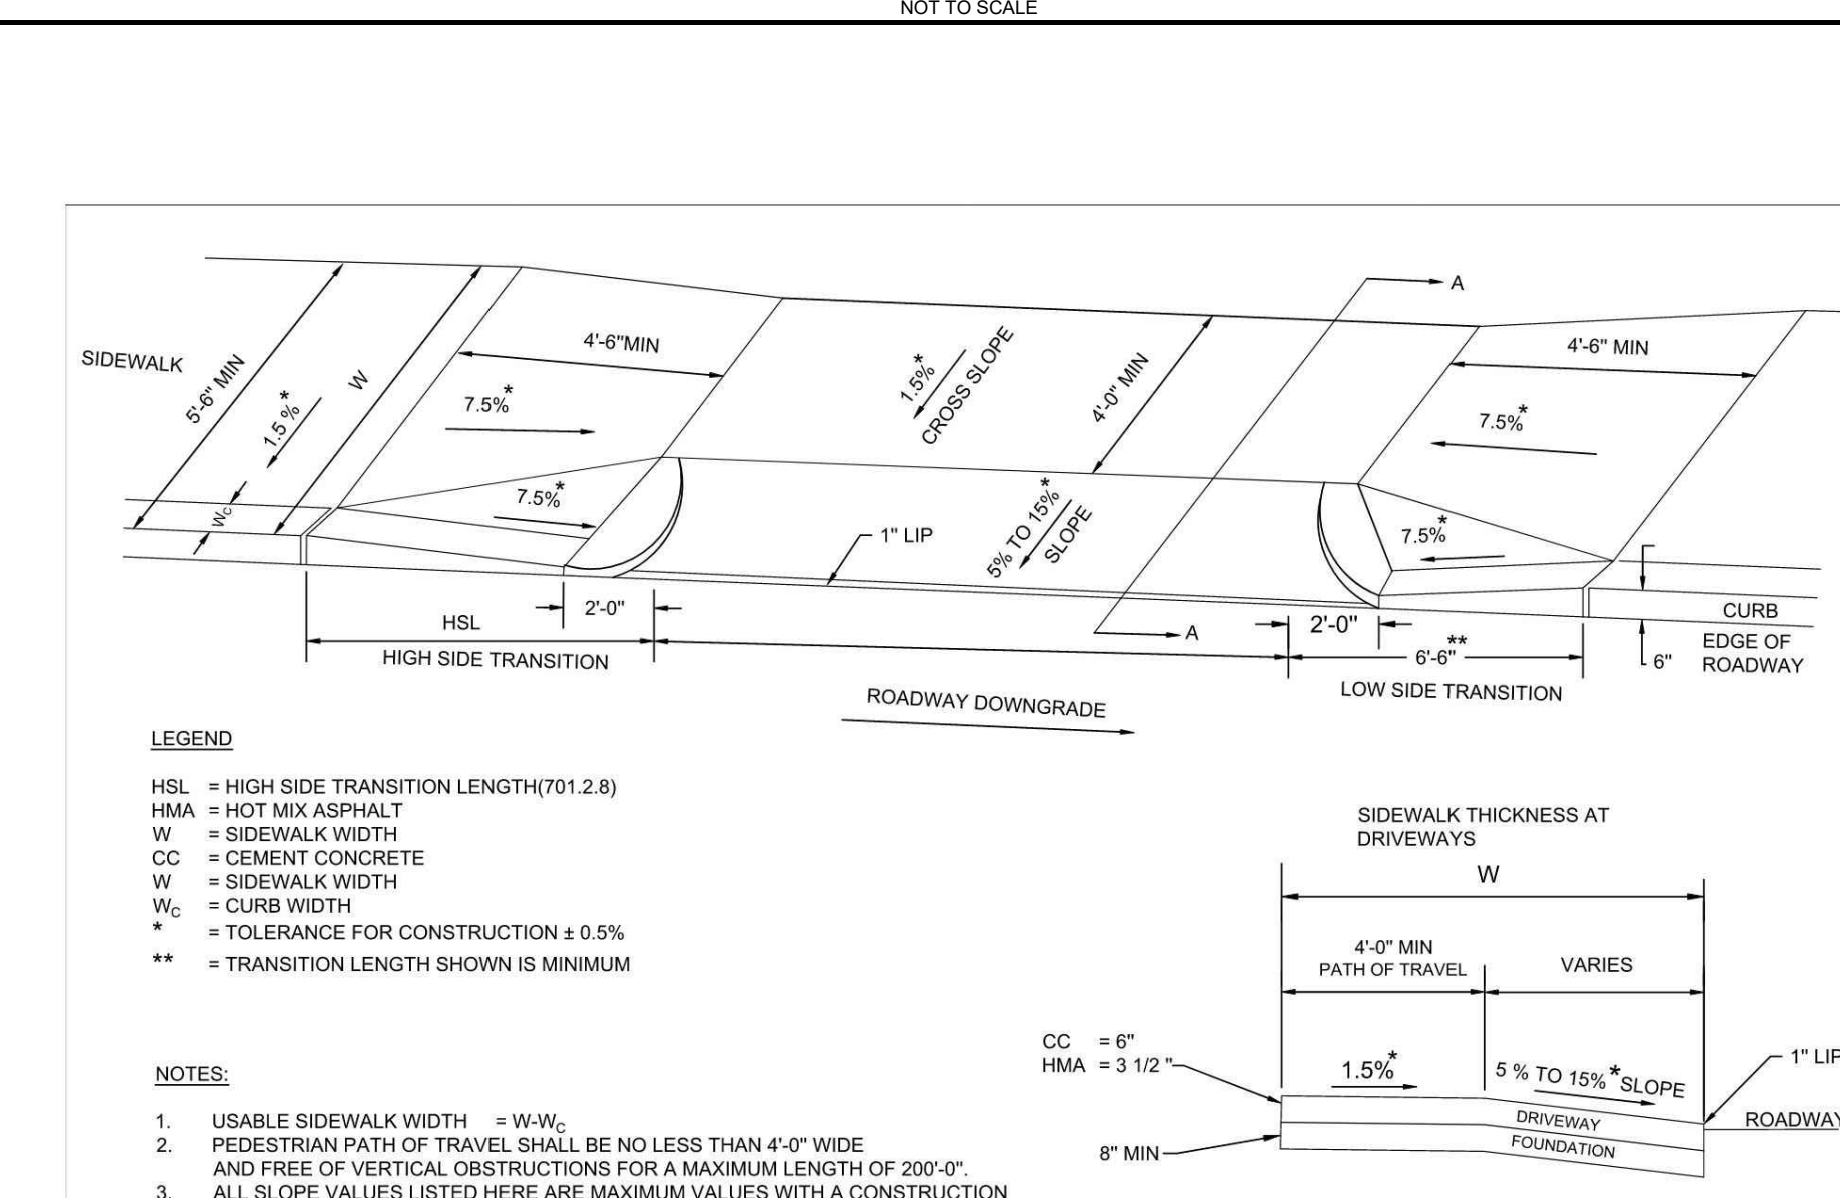 NOT TO SCALE
A
SIDEWALK
5'-6" MIN
1.5 %*
W
4'-6"MIN
7.5%*
1.5%*
CROSS SLOPE
4'-0" MIN
4'-6" MIN
7.5%*
WC
7.5%*
1" LIP
5% TO 15%*
SLOPE
7.5%*
2'-0"
HSL
HIGH SIDE TRANSITION
A
2'-0"
6'-6"**
LOW SIDE TRANSITION
CURB
6"
EDGE OF
ROADWAY
ROADWAY DOWNGRADE
LEGEND
HSL = HIGH SIDE TRANSITION LENGTH(701.2.8)
HMA = HOT MIX ASPHALT
W = SIDEWALK WIDTH
CC = CEMENT CONCRETE
W = SIDEWALK WIDTH
WC = CURB WIDTH
* = TOLERANCE FOR CONSTRUCTION ± 0.5%
** = TRANSITION LENGTH SHOWN IS MINIMUM
SIDEWALK THICKNESS AT
DRIVEWAYS
W
4'-0" MIN
PATH OF TRAVEL
VARIES
CC = 6"
HMA = 3 1/2 "
1.5%*
5 % TO 15%*SLOPE
1" LIP
DRIVEWAY
ROADWAY
FOUNDATION
8" MIN
NOTES:
1. USABLE SIDEWALK WIDTH = W-WC
2. PEDESTRIAN PATH OF TRAVEL SHALL BE NO LESS THAN 4'-0" WIDE
AND FREE OF VERTICAL OBSTRUCTIONS FOR A MAXIMUM LENGTH OF 200'-0".
3. ALL SLOPE VALUES LISTED HERE ARE MAXIMUM VALUES WITH A CONSTRUCTION